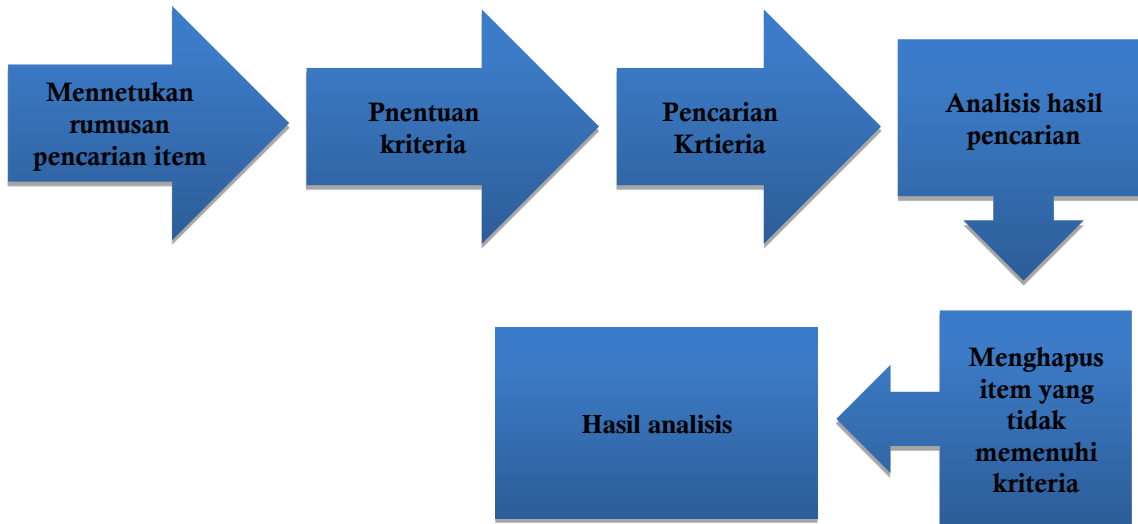 Mennetukan
rumusan
pencarian item
Pnentuan
kriteria
Pencarian
Krtieria
Analisis hasil
pencarian
Menghapus
item yang
tidak
memenuhi
kriteria
Hasil analisis